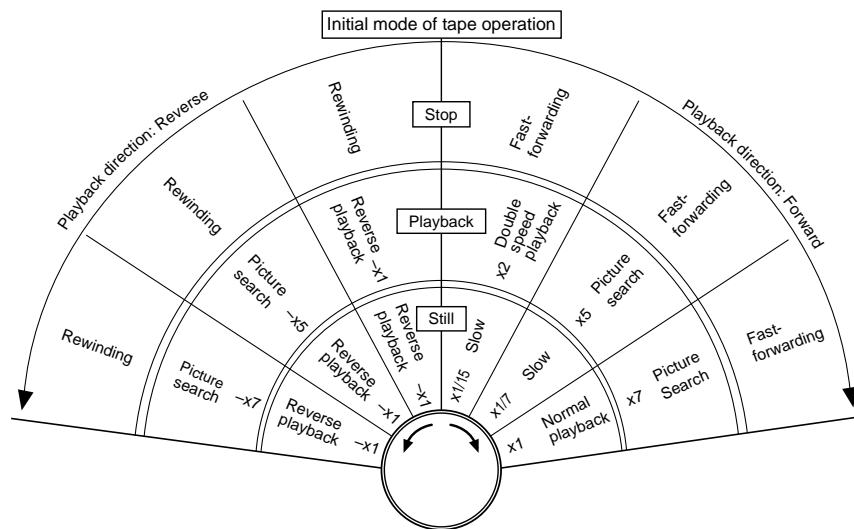 Initial mode of tape operation
Playback direction: Reverse
Playback direction: Forward
Stop
Rewinding
Rewinding
Rewinding
Fast-
forwarding
Fast-
forwarding
Fast-
forwarding
Playback
Picture
search
–x7
Picture
search
–x5
Reverse
playback
–x1
Double
speed
playback
x2
Picture
search
x5
Picture
Search
x7
Still
Reverse
playback
–x1
Reverse
playback
–x1
Reverse
playback
–x1
Slow
x1/15
Slow
x1/7
Normal
playback
x1